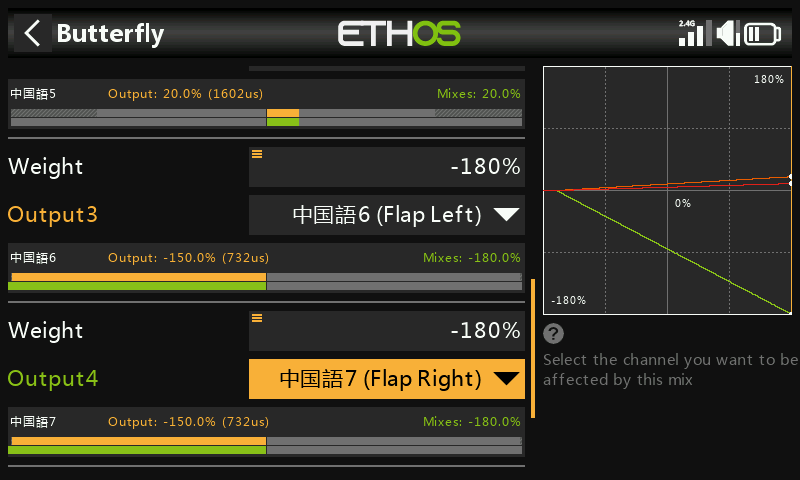 Butterfly
ETHOS
2.4G
中国語5 Output: 20.0% (1602us) Mixes: 20.0%
Weight -180%
Output3 中国語6 (Flap Left)
中国語6 Output: -150.0% (732us) Mixes: -180.0%
Weight -180%
Output4 中国語7 (Flap Right)
中国語7 Output: -150.0% (732us) Mixes: -180.0%
180%
0%
-180%
?
Select the channel you want to be
affected by this mix